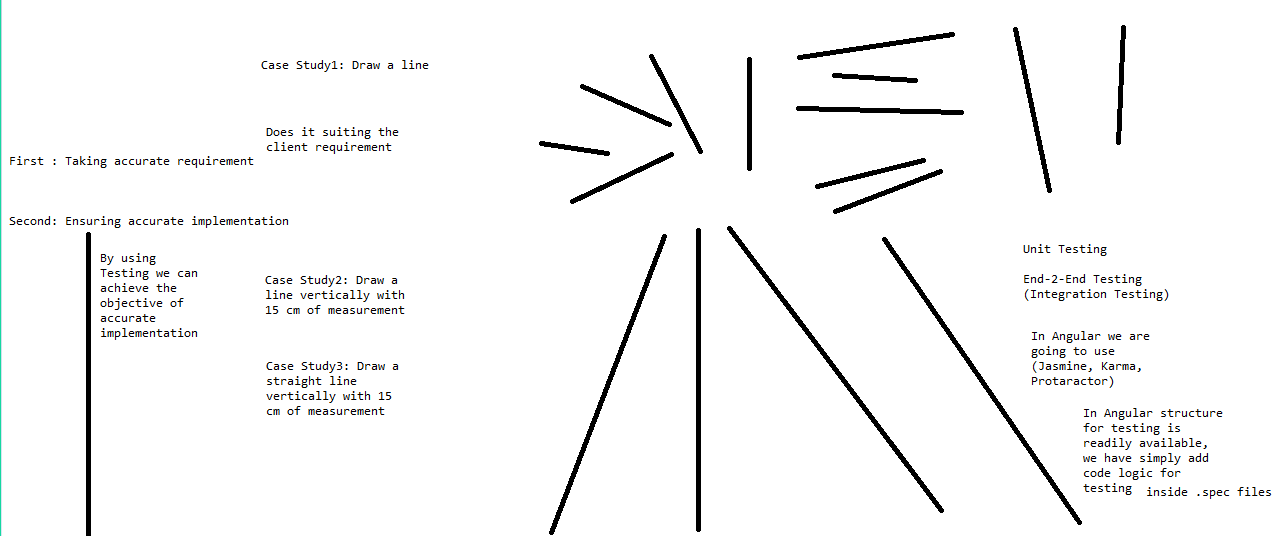 Case Study1: Draw a line
Does it suiting the
client requirement
First : Taking accurate requirement
Second: Ensuring accurate implementation
By using
Testing we can
achieve the
objective of
accurate
implementation
Case Study2: Draw a
line vertically with
15 cm of measurement
Case Study3: Draw a
straight line
vertically with 15
cm of measurement
Unit Testing
End-2-End Testing
(Integration Testing)
In Angular we are
going to use
(Jasmine, Karma,
Protaractor)
In Angular structure
for testing is
readily available,
we have simply add
code logic for
testing inside .spec files